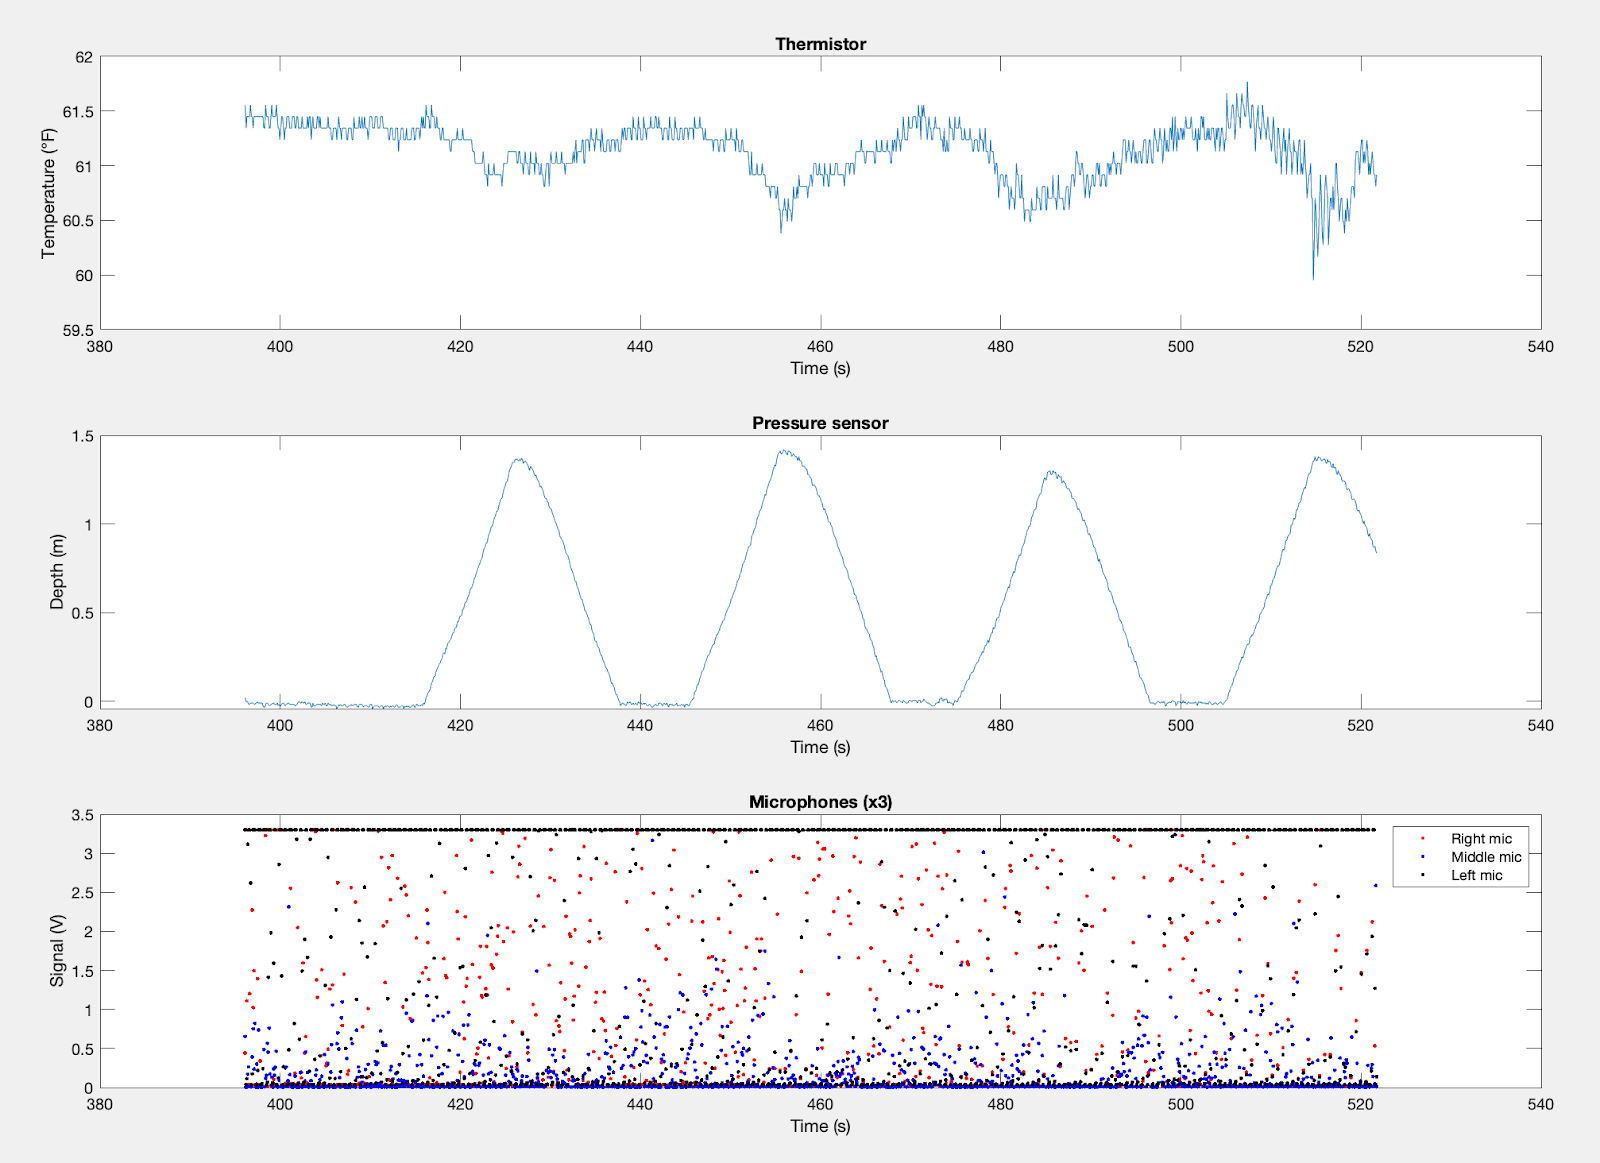 Thermistor
62
61.5
61
60.5
60
59.5
Temperature (°F)
380 400 420 440 460 480 500 520 540
Time (s)
Pressure sensor
1.5
1
0.5
0
Depth (m)
380 400 420 440 460 480 500 520 540
Time (s)
Microphones (x3)
3.5
3
2.5
2
1.5
1
0.5
0
Signal (V)
Right mic
Middle mic
Left mic
380 400 420 440 460 480 500 520 540
Time (s)